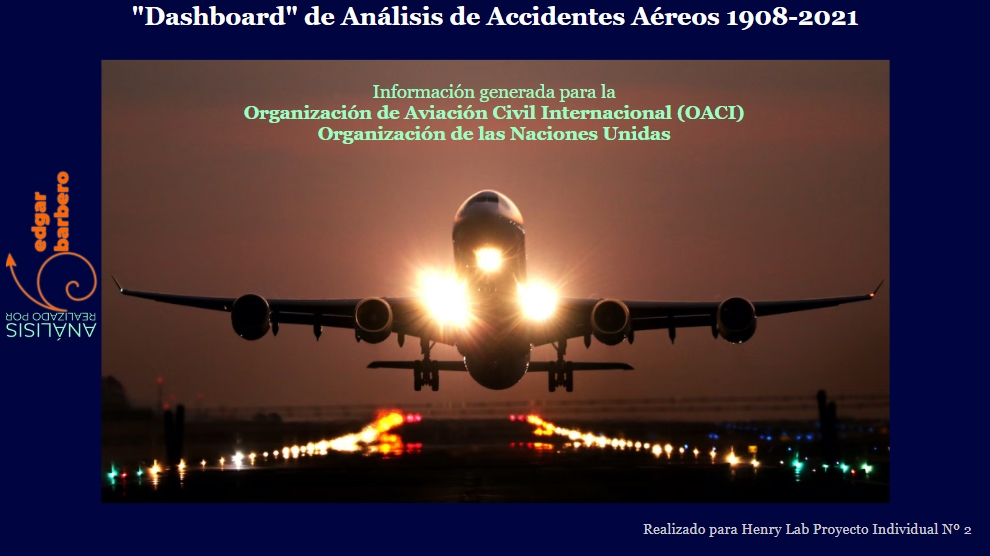 "Dashboard" de Análisis de Accidentes Aéreos 1908-2021
Información generada para la
Organización de Aviación Civil Internacional (OACI)
Organización de las Naciones Unidas
edgar
barbero
ANÁLISIS
REALIZADO POR
Realizado para Henry Lab Proyecto Individual Nº 2